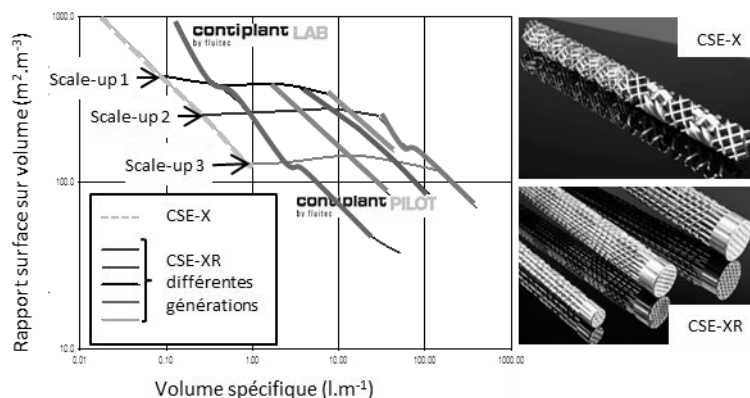 1000.0
contiplant LAB
by fluitec
Scale-up 1
Scale-up 2
Scale-up 3
100.0
contiplant PILOT
by fluitec
CSE-X
CSE-XR
différentes
générations
10.0
0.01
0.10
1.00
10.00
100.00
1000.00
Rapport surface sur volume (m².m⁻³)
Volume spécifique (l.m⁻¹)
CSE-X
CSE-XR